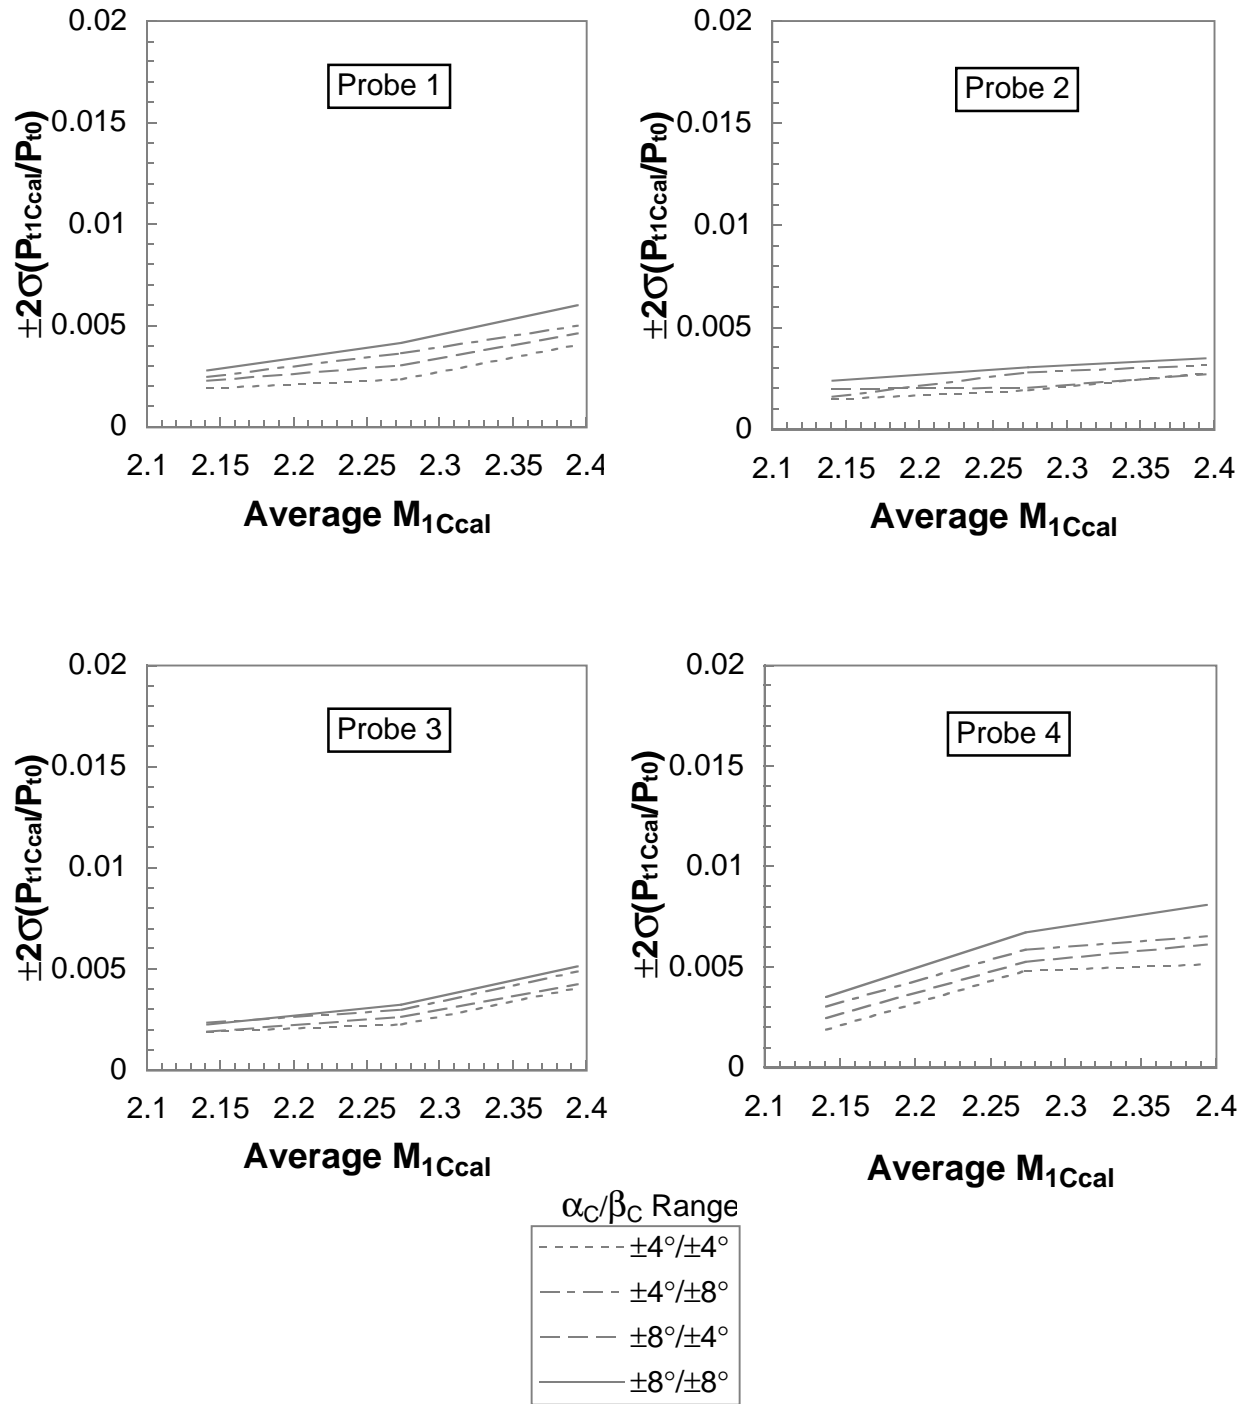 0.02
0.015
0.01
0.005
0
±2σ(Pt1Ccal/Pt0)
Probe 1
2.1 2.15 2.2 2.25 2.3 2.35 2.4
Average M1Ccal
0.02
0.015
0.01
0.005
0
±2σ(Pt1Ccal/Pt0)
Probe 2
2.1 2.15 2.2 2.25 2.3 2.35 2.4
Average M1Ccal
0.02
0.015
0.01
0.005
0
±2σ(Pt1Ccal/Pt0)
Probe 3
2.1 2.15 2.2 2.25 2.3 2.35 2.4
Average M1Ccal
0.02
0.015
0.01
0.005
0
±2σ(Pt1Ccal/Pt0)
Probe 4
2.1 2.15 2.2 2.25 2.3 2.35 2.4
Average M1Ccal
αC/βC Range
±4°/±4°
±4°/±8°
±8°/±4°
±8°/±8°